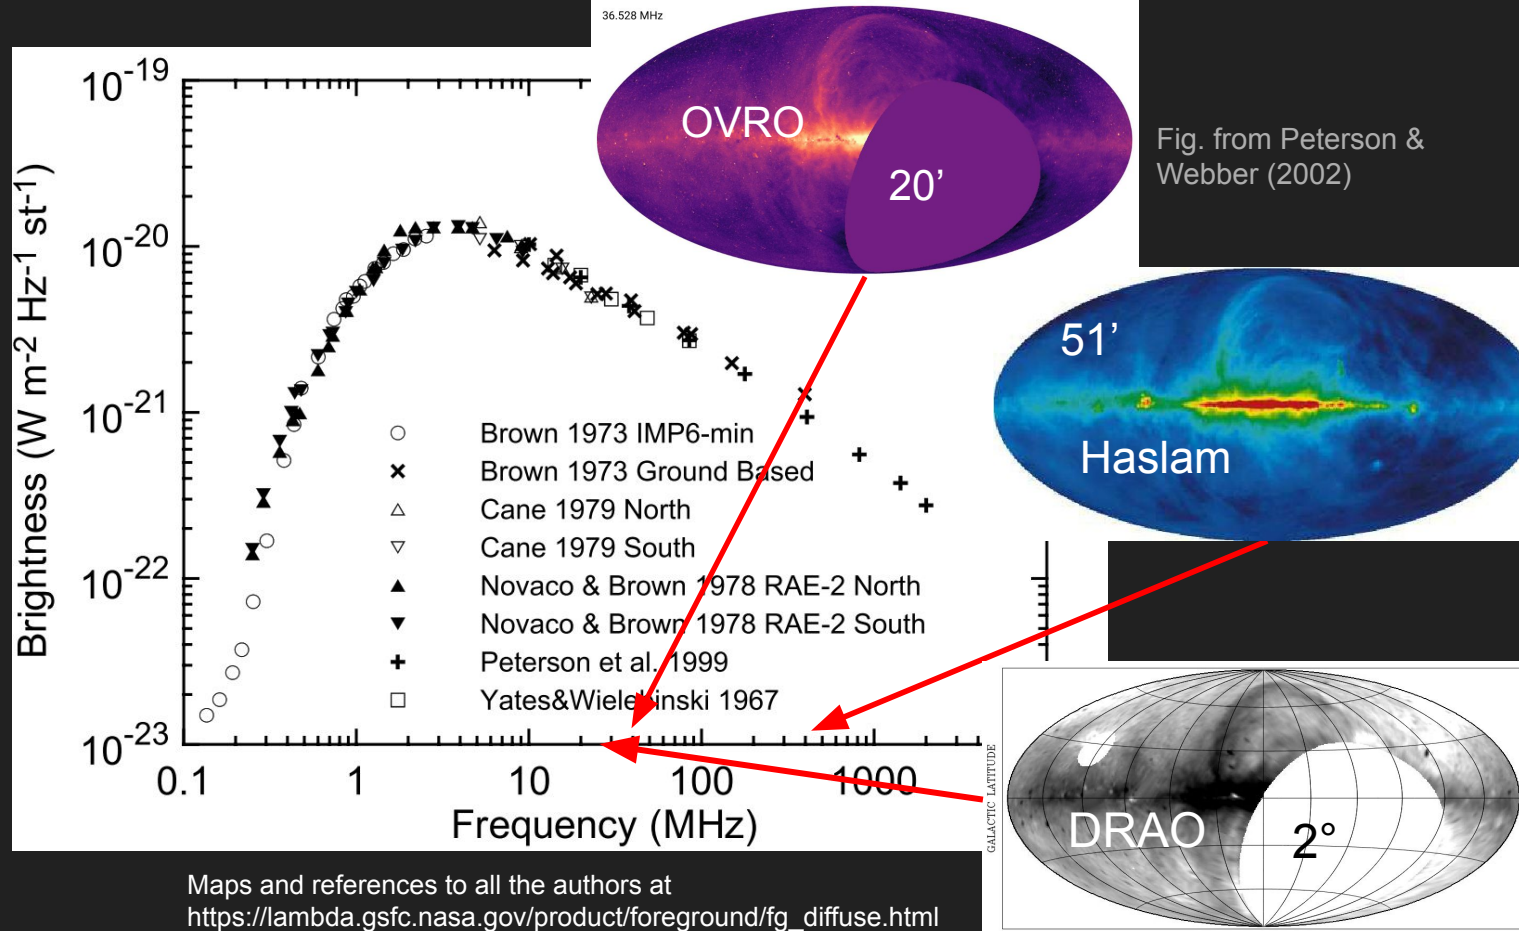 36.528 MHz
OVRO
20’
Fig. from Peterson &
Webber (2002)
51’
Haslam
10-19
10-20
10-21
10-22
10-23
Brightness (W m-2 Hz-1 st-1)
Brown 1973 IMP6-min
Brown 1973 Ground Based
Cane 1979 North
Cane 1979 South
Novaco & Brown 1978 RAE-2 North
Novaco & Brown 1978 RAE-2 South
Peterson et al. 1999
Yates&Wielebinski 1967
0.1 1 10 100 1000
Frequency (MHz)
GALACTIC LATITUDE
DRAO
2°
Maps and references to all the authors at
https://lambda.gsfc.nasa.gov/product/foreground/fg_diffuse.html